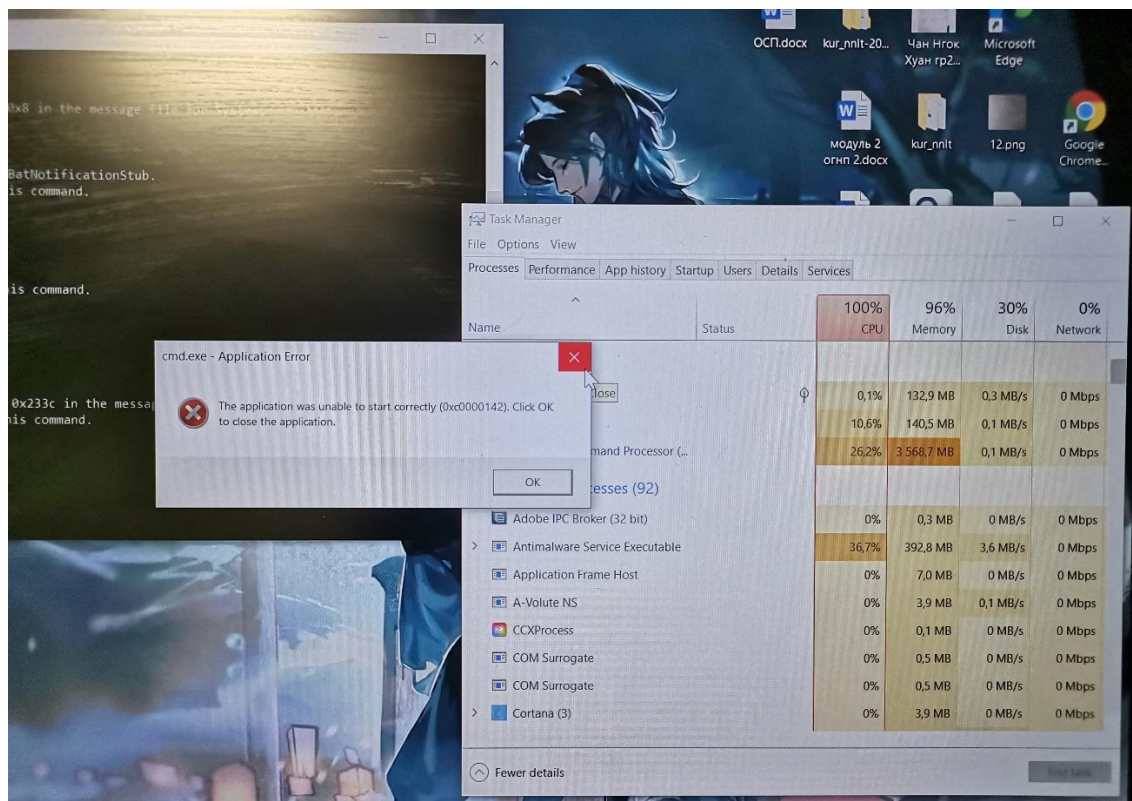 ОСП.docx
kur_nnlt-20...
Чан Нгок
Хуан гр2...
Microsoft
Edge
модуль 2
огнп 2.docx
kur_nnlt
12.png
Google
Chrome...
0x8 in the message file for System
BatNotificationStub.
is command.
is command.
0x233c in the messa
his command.
Task Manager
File Options View
Processes Performance App history Startup Users Details Services
100% 96% 30% 0%
Name Status CPU Memory Disk Network
0,1% 132,9 MB 0,3 MB/s 0 Mbps
10,6% 140,5 MB 0,1 MB/s 0 Mbps
mand Processor (... 26,2% 3 568,7 MB 0,1 MB/s 0 Mbps
esses (92)
Adobe IPC Broker (32 bit) 0% 0,3 MB 0 MB/s 0 Mbps
Antimalware Service Executable 36,7% 392,8 MB 3,6 MB/s 0 Mbps
Application Frame Host 0% 7,0 MB 0 MB/s 0 Mbps
A-Volute NS 0% 3,9 MB 0,1 MB/s 0 Mbps
CCXProcess 0% 0,1 MB 0 MB/s 0 Mbps
COM Surrogate 0% 0,5 MB 0 MB/s 0 Mbps
COM Surrogate 0% 0,5 MB 0 MB/s 0 Mbps
Cortana (3) 0% 3,9 MB 0 MB/s 0 Mbps
Fewer details
End task
cmd.exe - Application Error
lose
The application was unable to start correctly (0xc0000142). Click OK
to close the application.
OK